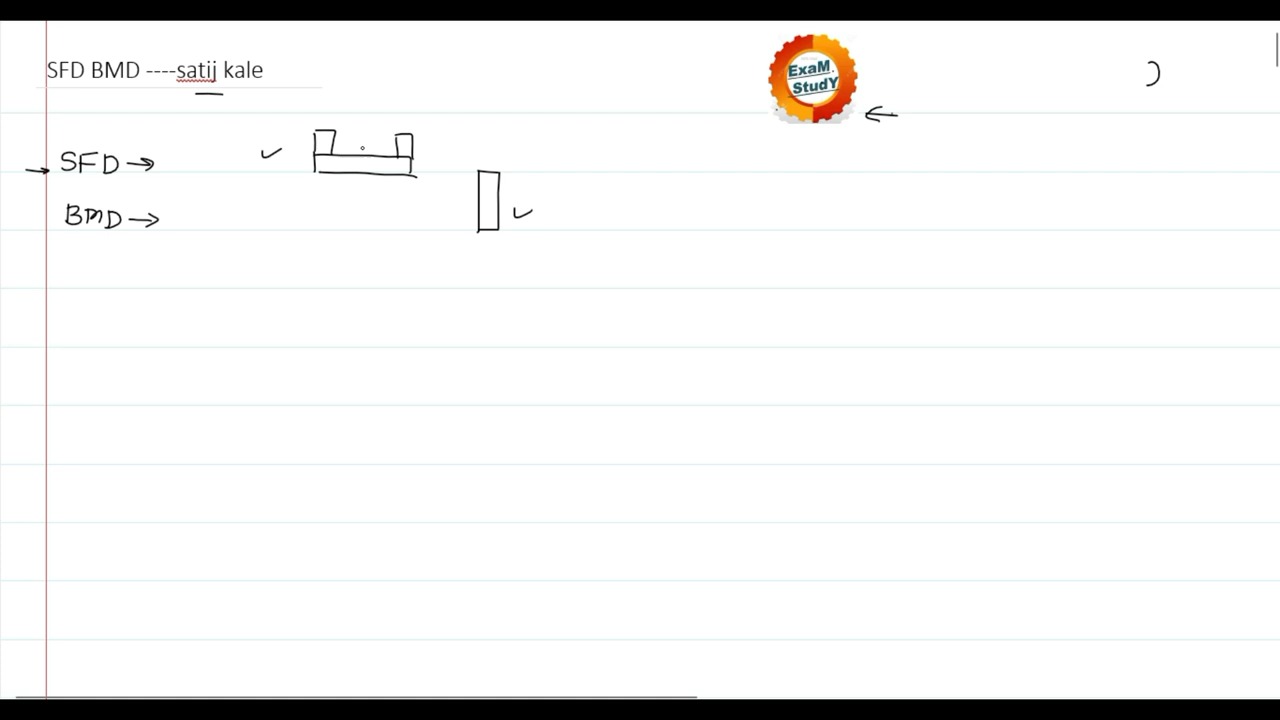 SFD BMD ----satij kale
ExaM
StudY
SFD →
BMD →